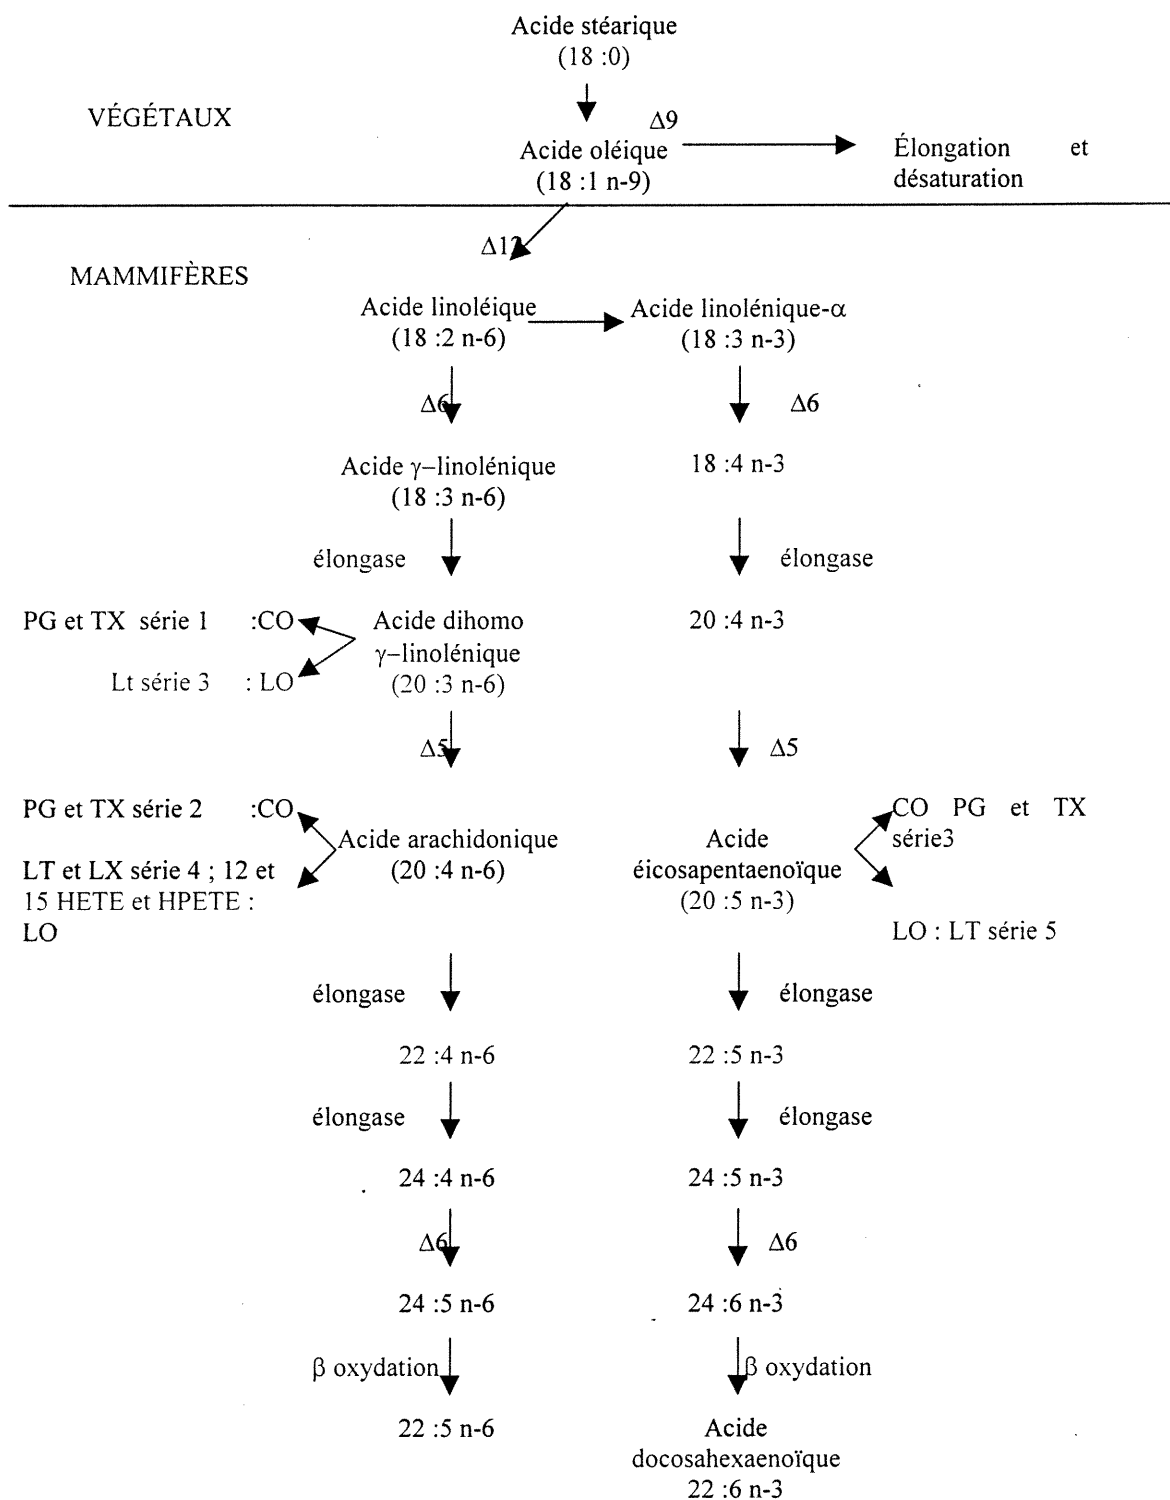 Acide stéarique
(18 :0)
VÉGÉTAUX
Δ9
Acide oléique
(18 :1 n-9)
Élongation et
désaturation
Δ12
MAMMIFÈRES
Acide linoléique
(18 :2 n-6)
Acide linolénique-α
(18 :3 n-3)
Δ6
Δ6
Acide γ–linolénique
(18 :3 n-6)
18 :4 n-3
élongase
élongase
PG et TX série 1 :CO
Lt série 3 : LO
Acide dihomo
γ–linolénique
(20 :3 n-6)
20 :4 n-3
Δ5
Δ5
PG et TX série 2 :CO
LT et LX série 4 ; 12 et
15 HETE et HPETE :
LO
Acide arachidonique
(20 :4 n-6)
Acide
éicosapentaenoïque
(20 :5 n-3)
CO PG et TX
série3
LO : LT série 5
élongase
élongase
22 :4 n-6
22 :5 n-3
élongase
élongase
24 :4 n-6
24 :5 n-3
Δ6
Δ6
24 :5 n-6
24 :6 n-3
β oxydation
β oxydation
22 :5 n-6
Acide
docosahexaenoïque
22 :6 n-3